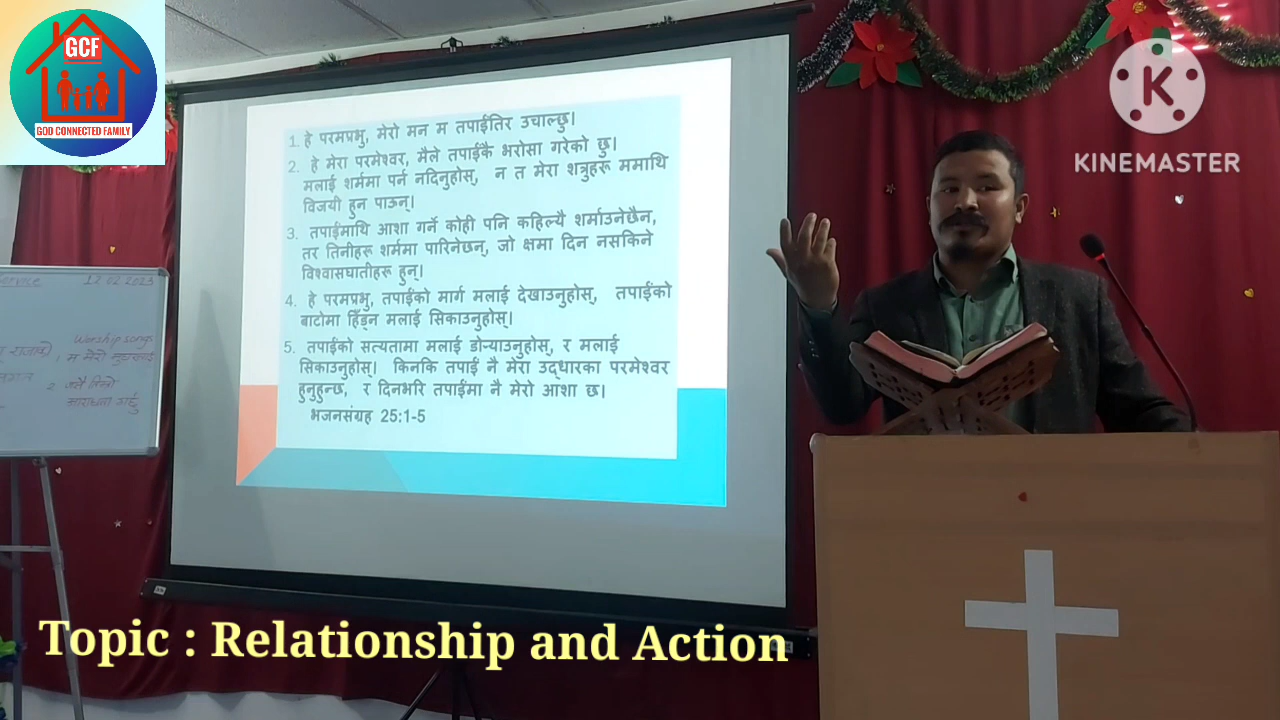 GCF
GOD CONNECTED FAMILY
KINEMASTER
1. हे परमप्रभु, मेरो मन म तपाईंतिर उचाल्छु।
2. हे मेरा परमेश्वर, मैले तपाईंकै भरोसा गरेको छु।
मलाई शर्ममा पर्न नदिनुहोस्, न त मेरा शत्रुहरू ममाथि
विजयी हुन पाऊन्।
3. तपाईंमाथि आशा गर्ने कोही पनि कहिल्यै शर्माउनेछैन,
तर तिनीहरू शर्ममा पारिनेछन्, जो क्षमा दिन नसकिने
विश्वासघातीहरू हुन्।
4. हे परमप्रभु, तपाईंको मार्ग मलाई देखाउनुहोस्, तपाईंको
बाटोमा हिँड्न मलाई सिकाउनुहोस्।
5. तपाईंको सत्यतामा मलाई डोऱ्याउनुहोस्, र मलाई
सिकाउनुहोस्। किनकि तपाईं नै मेरा उद्धारका परमेश्वर
हुनुहुन्छ, र दिनभरि तपाईंमा नै मेरो आशा छ।
भजनसंग्रह 25:1-5
12.02.2023
Worship songs
Topic : Relationship and Action